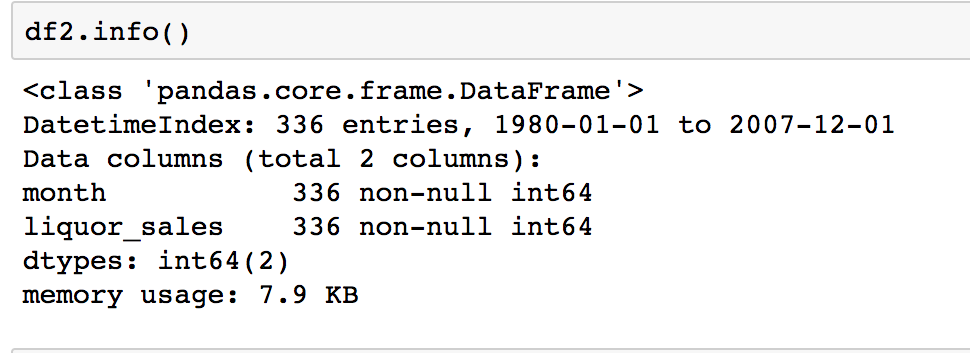 df2.info()
<class 'pandas.core.frame.DataFrame'>
DatetimeIndex: 336 entries, 1980-01-01 to 2007-12-01
Data columns (total 2 columns):
month           336 non-null int64
liquor_sales    336 non-null int64
dtypes: int64(2)
memory usage: 7.9 KB